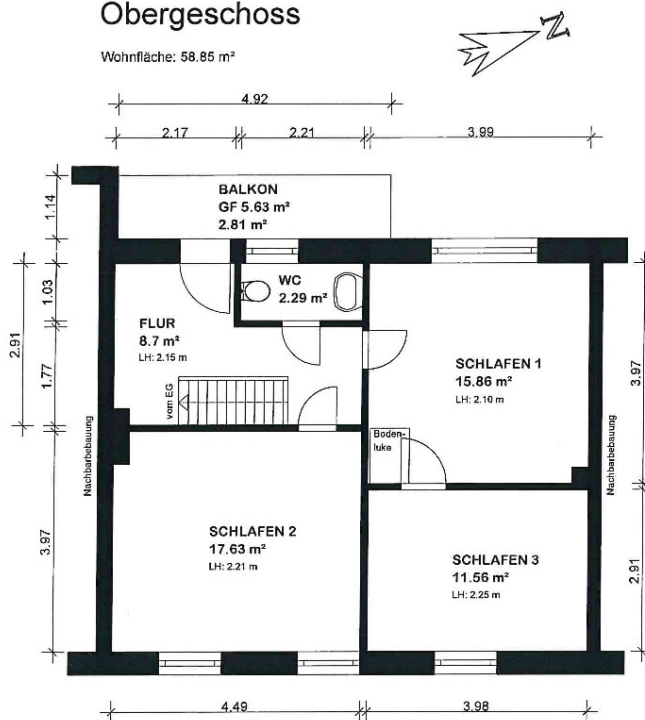 Obergeschoss
Wohnfläche: 58.85 m²
N
4.92
2.17
2.21
3.99
1.14
BALKON
GF 5.63 m²
2.81 m²
1.03
2.91
1.77
WC
2.29 m²
FLUR
8.7 m²
LH: 2.15 m
vom EG
SCHLAFEN 1
15.86 m²
LH: 2.10 m
3.97
Boden-
luke
Nachbarbebauung
Nachbarbebauung
SCHLAFEN 2
17.63 m²
LH: 2.21 m
3.97
SCHLAFEN 3
11.56 m²
LH: 2.25 m
2.91
4.49
3.98